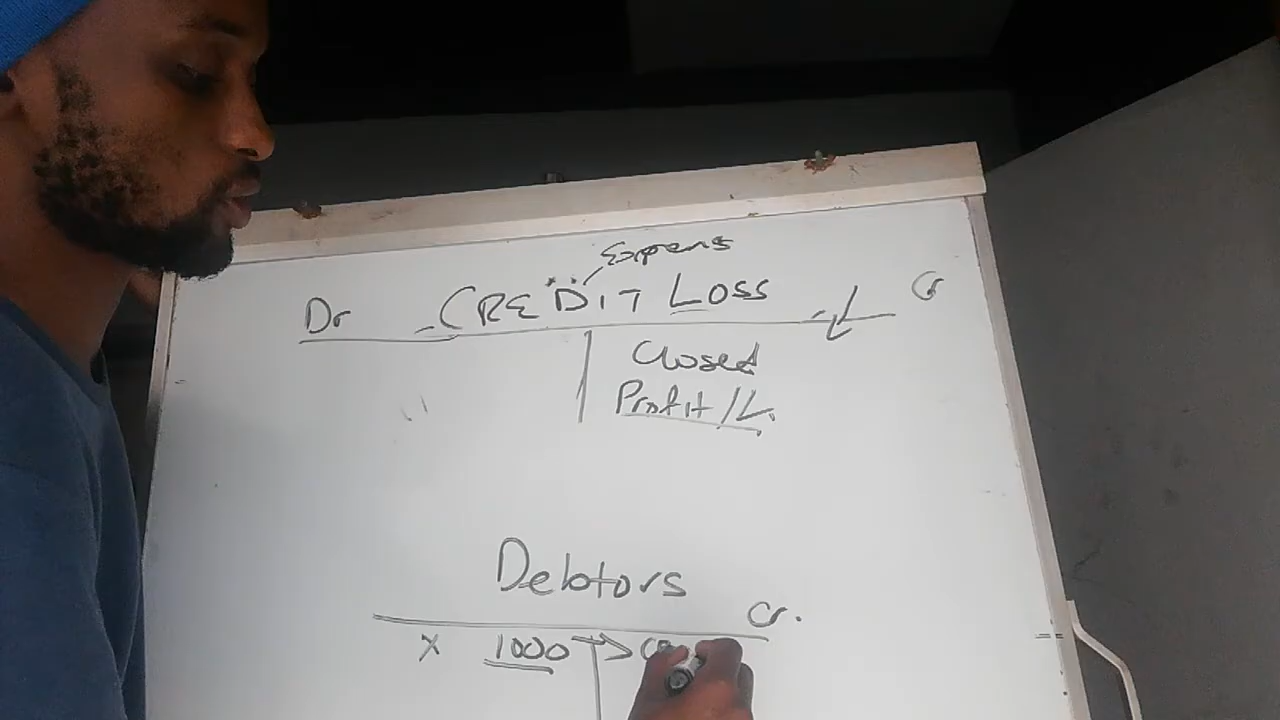 Expens
Dr CREDIT LOSS Cr
Closed
Profit/L.
Debtors
Cr.
X 1000